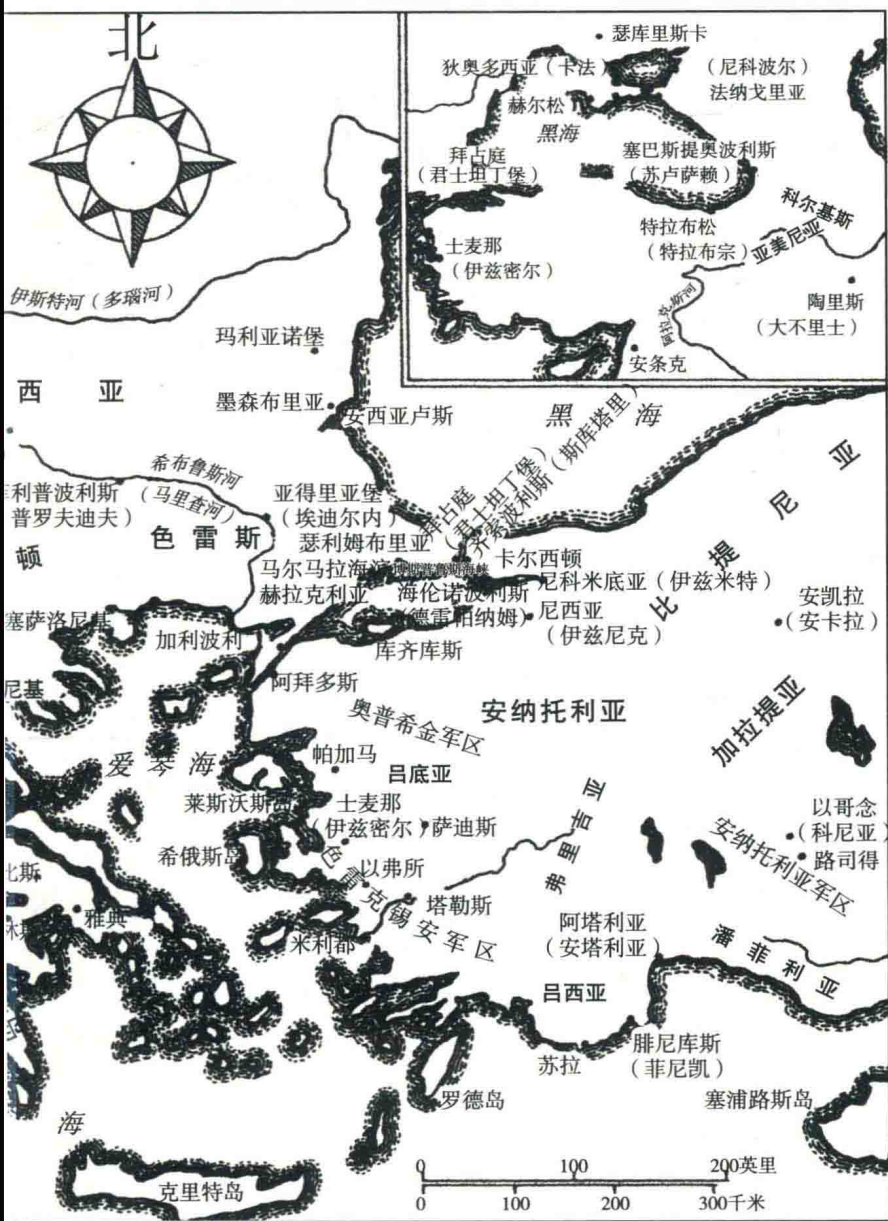 北
瑟库里斯卡
狄奥多西亚（卡法）
（尼科波尔）
法纳戈里亚
赫尔松
黑海
拜占庭
（君士坦丁堡）
塞巴斯提奥波利斯
（苏卢萨赖）
科尔基斯
特拉布松
（特拉布宗）
亚美尼亚
士麦那
（伊兹密尔）
阿拉克斯河
陶里斯
（大不里士）
安条克
伊斯特河（多瑙河）
玛利亚诺堡
西亚
墨森布里亚
安西亚卢斯
黑海
希布鲁斯河
（马里查河）
利普波利斯
普罗夫迪夫）
亚得里亚堡
（埃迪尔内）
拜占庭
（君士坦丁堡）
齐索波利斯（斯库塔里）
比提尼亚
顿
色雷斯
瑟利姆布里亚
卡尔西顿
马尔马拉海
博斯普鲁斯海峡
赫拉克利亚
海伦诺波利斯
（德雷帕纳姆）
尼科米底亚（伊兹米特）
尼西亚
（伊兹尼克）
安凯拉
（安卡拉）
塞萨洛尼基
加利波利
库齐库斯
尼基
阿拜多斯
安纳托利亚
加拉提亚
奥普希金军区
爱琴海
帕加马
吕底亚
莱斯沃斯
士麦那
（伊兹密尔）
萨迪斯
弗里吉亚
以哥念
（科尼亚）
路司得
安纳托利亚军区
希俄斯岛
以弗所
色雷克锡安军区
比斯
雅典
塔勒斯
米利都
阿塔利亚
（安塔利亚）
潘菲利亚
吕西亚
苏拉
腓尼库斯
（菲尼凯）
罗德岛
塞浦路斯岛
海
克里特岛
0 100 200英里
0 100 200 300千米